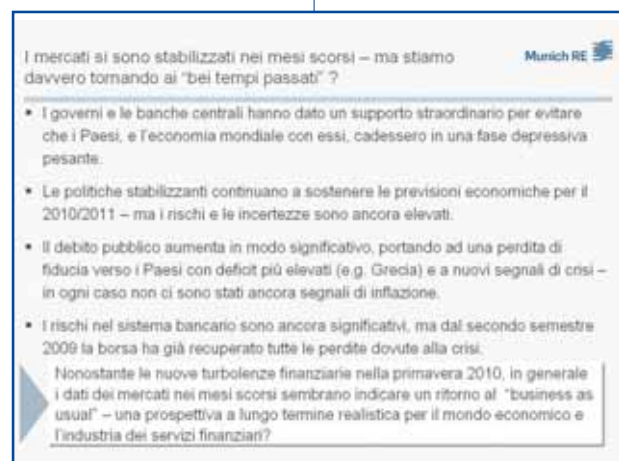 I mercati si sono stabilizzati nei mesi scorsi – ma stiamo
davvero tornando ai "bei tempi passati" ?
Munich RE
• I governi e le banche centrali hanno dato un supporto straordinario per evitare
che i Paesi, e l'economia mondiale con essi, cadessero in una fase depressiva
pesante.
• Le politiche stabilizzanti continuano a sostenere le previsioni economiche per il
2010/2011 – ma i rischi e le incertezze sono ancora elevati.
• Il debito pubblico aumenta in modo significativo, portando ad una perdita di
fiducia verso i Paesi con deficit più elevati (e.g. Grecia) e a nuovi segnali di crisi –
in ogni caso non ci sono stati ancora segnali di inflazione.
• I rischi nel sistema bancario sono ancora significativi, ma dal secondo semestre
2009 la borsa ha già recuperato tutte le perdite dovute alla crisi.
Nonostante le nuove turbolenze finanziarie nella primavera 2010, in generale
i dati dei mercati nei mesi scorsi sembrano indicare un ritorno al "business as
usual" – una prospettiva a lungo termine realistica per il mondo economico e
l'industria dei servizi finanziari?